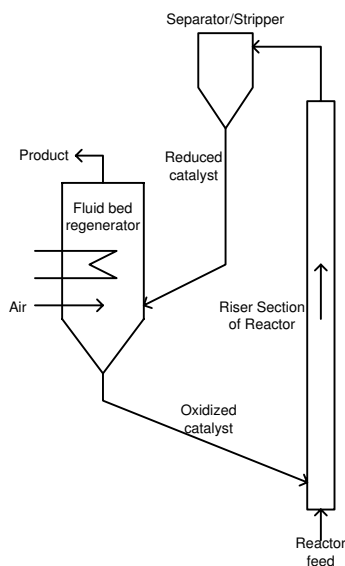 Separator/Stripper
Product
Reduced
catalyst
Fluid bed
regenerator
Air
Riser Section
of Reactor
Oxidized
catalyst
Reactor
feed